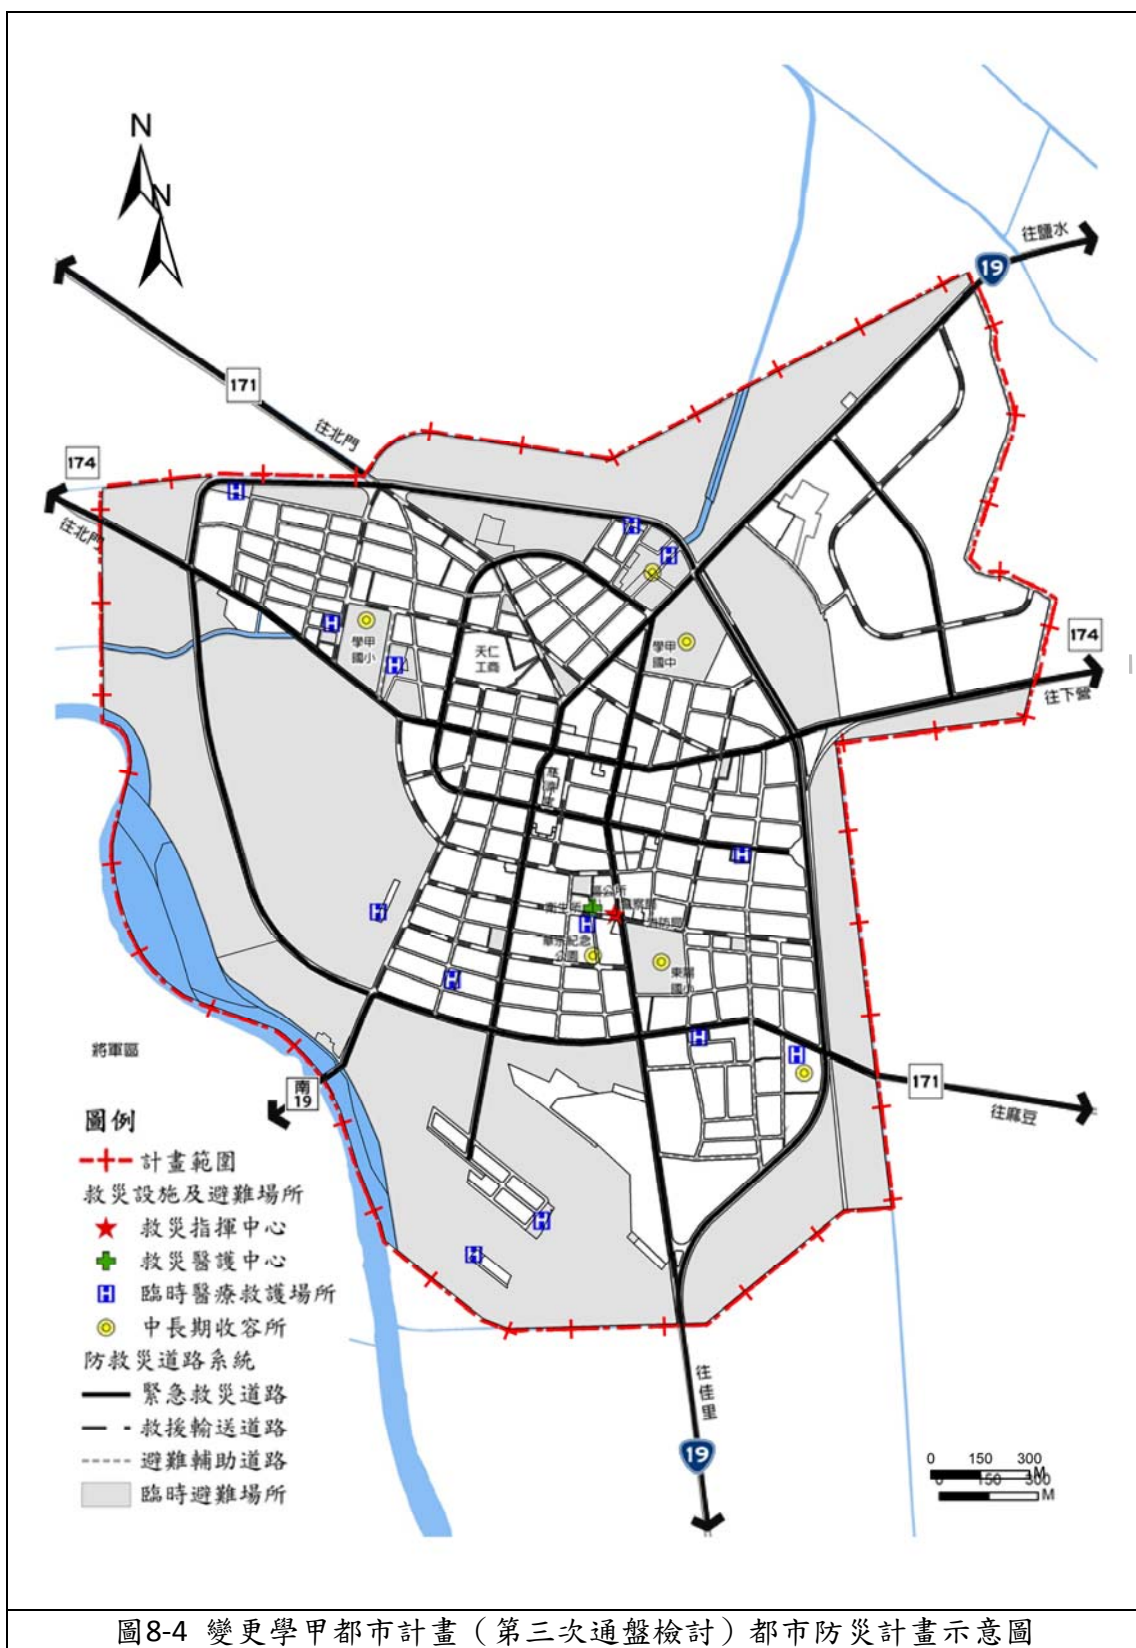 N
N
往鹽水
19
171
往北門
174
往北門
學甲
國小
天仁
工商
學甲
國中
174
往下營
區公所
衛生所
警察局
消防局
華宗紀念
公園
東陽
國小
將軍區
南
19
171
往麻豆
圖例
計畫範圍
救災設施及避難場所
救災指揮中心
救災醫護中心
臨時醫療救護場所
中長期收容所
防救災道路系統
緊急救災道路
救援輸送道路
避難輔助道路
臨時避難場所
往佳里
19
0 150 300
M
0 150 300
M
圖8-4 變更學甲都市計畫（第三次通盤檢討）都市防災計畫示意圖